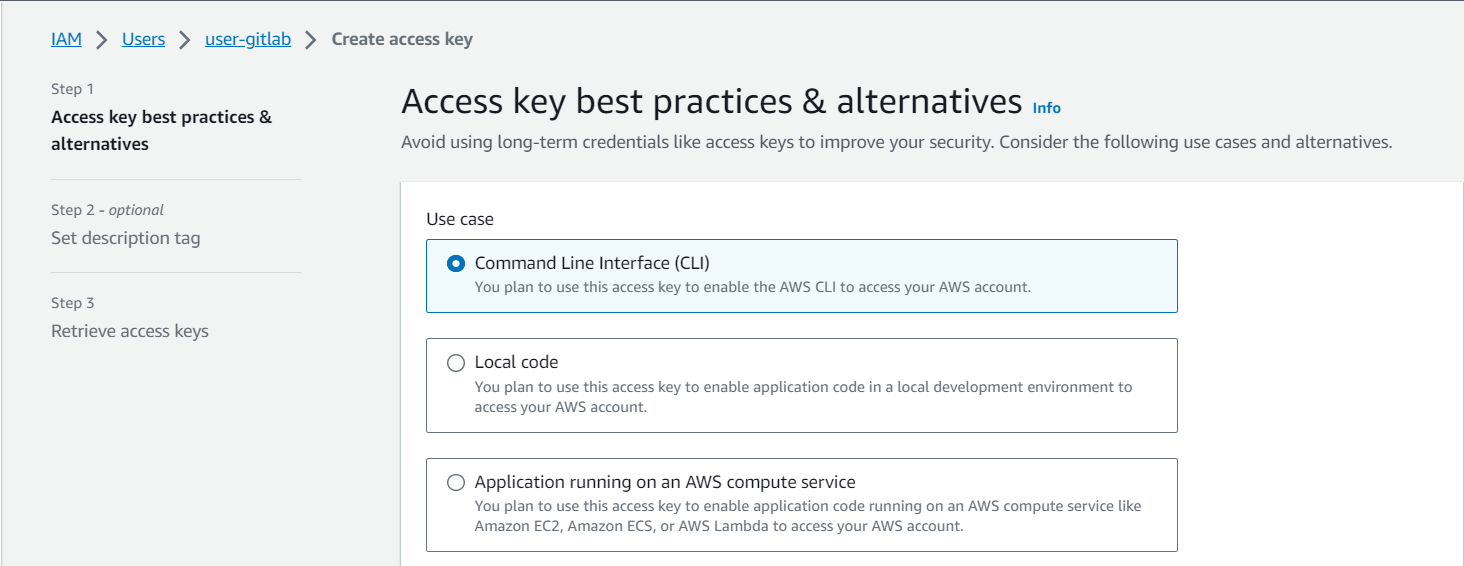 IAM > Users > user-gitlab > Create access key
Step 1
Access key best practices &
alternatives
Step 2 - optional
Set description tag
Step 3
Retrieve access keys
Access key best practices & alternatives Info
Avoid using long-term credentials like access keys to improve your security. Consider the following use cases and alternatives.
Use case
Command Line Interface (CLI)
You plan to use this access key to enable the AWS CLI to access your AWS account.
Local code
You plan to use this access key to enable application code in a local development environment to
access your AWS account.
Application running on an AWS compute service
You plan to use this access key to enable application code running on an AWS compute service like
Amazon EC2, Amazon ECS, or AWS Lambda to access your AWS account.